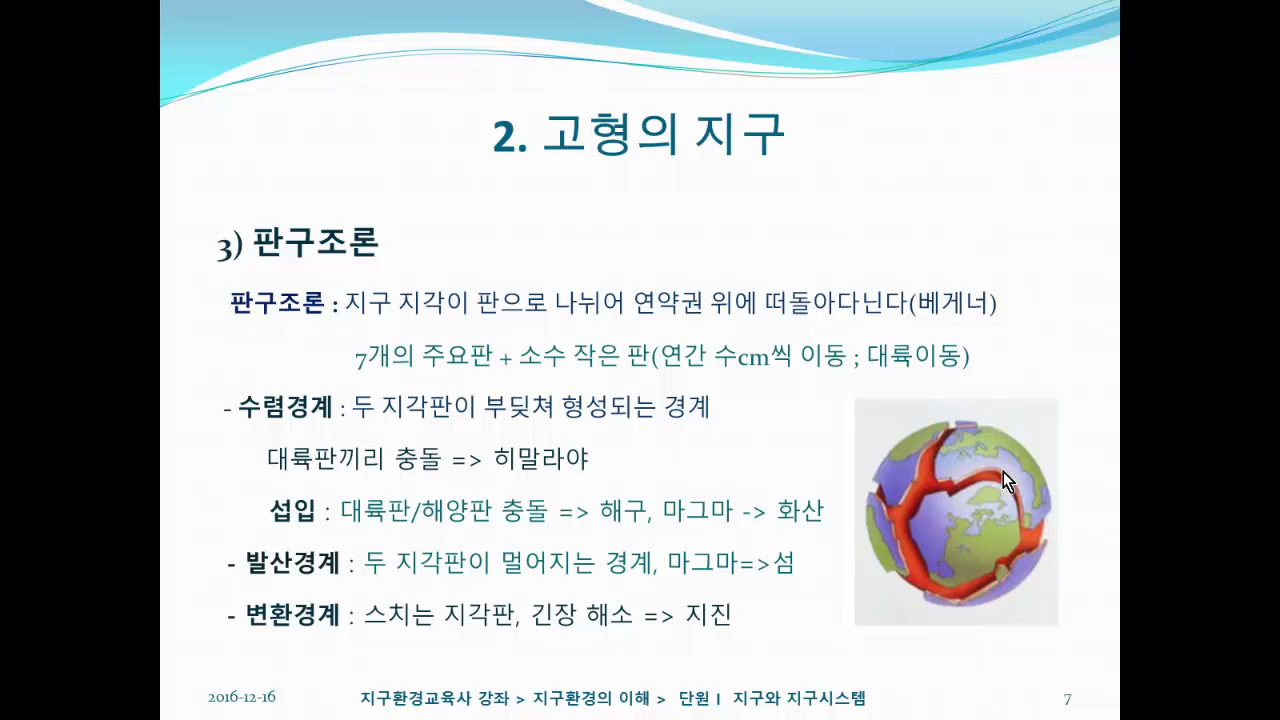 2. 고형의 지구
3) 판구조론
판구조론 : 지구 지각이 판으로 나뉘어 연약권 위에 떠돌아다닌다(베게너)
7개의 주요판 + 소수 작은 판(연간 수cm씩 이동 ; 대륙이동)
- 수렴경계 : 두 지각판이 부딪쳐 형성되는 경계
대륙판끼리 충돌 => 히말라야
섭입 : 대륙판/해양판 충돌 => 해구, 마그마 -> 화산
- 발산경계 : 두 지각판이 멀어지는 경계, 마그마=>섬
- 변환경계 : 스치는 지각판, 긴장 해소 => 지진
2016-12-16
지구환경교육사 강좌 > 지구환경의 이해 > 단원 I 지구와 지구시스템
7